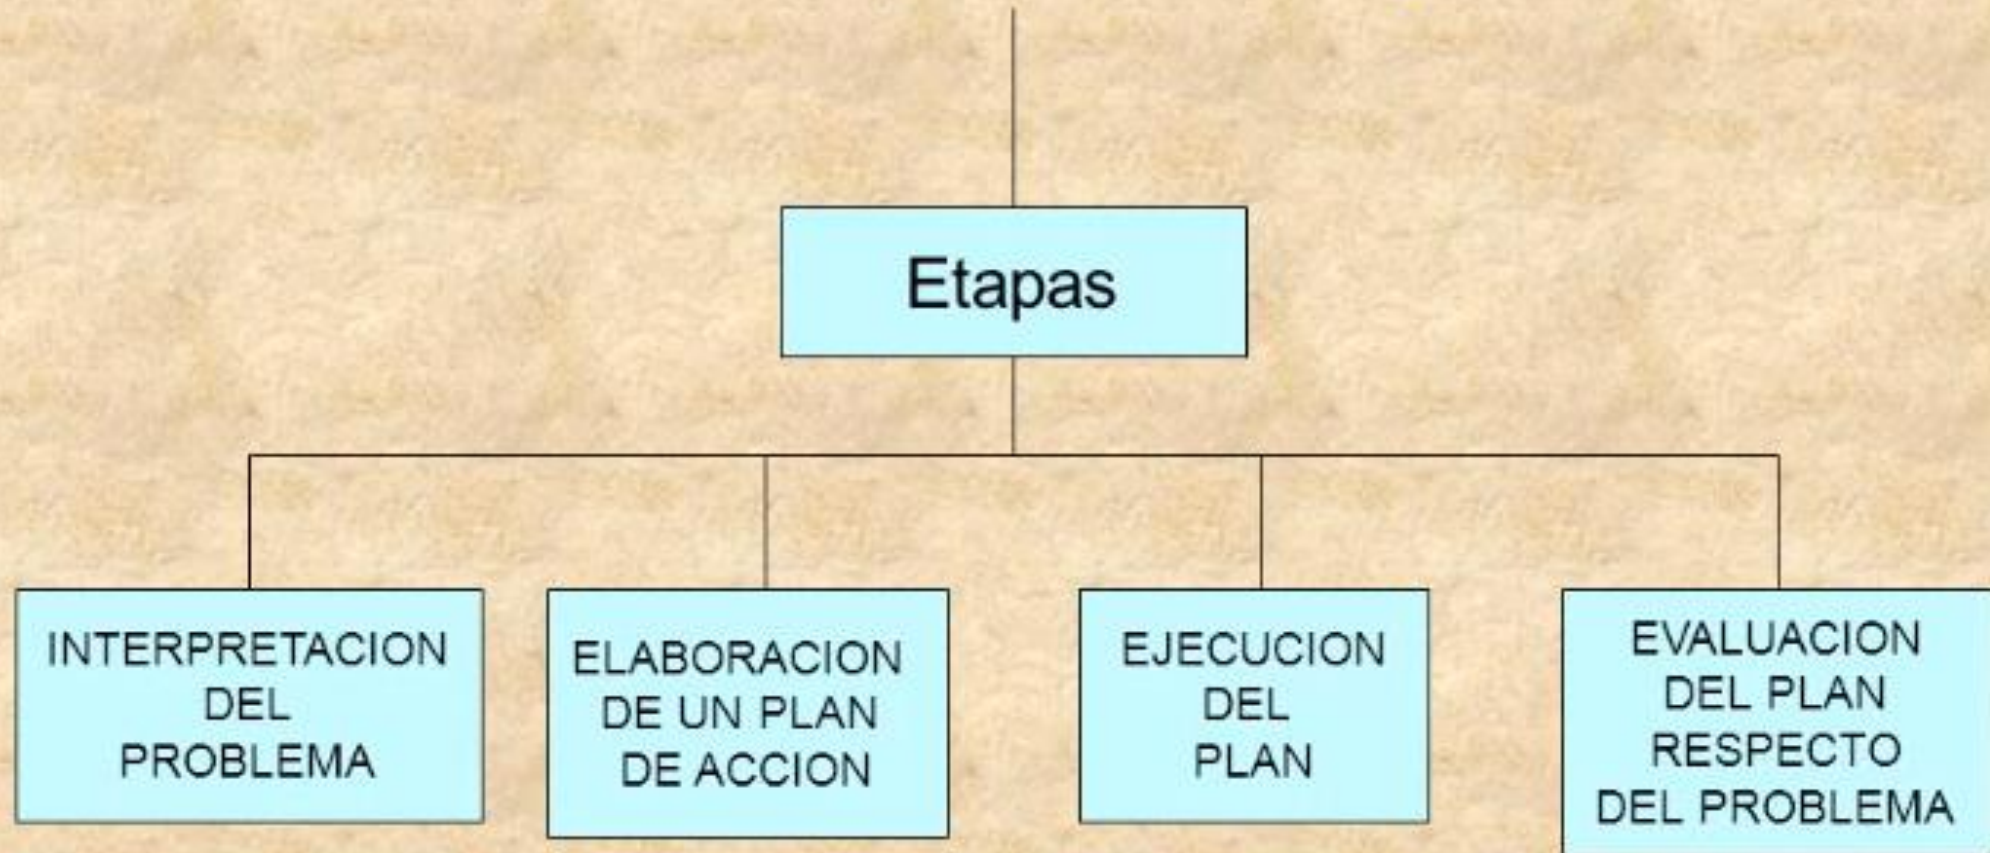 Etapas
INTERPRETACION
DEL
PROBLEMA
ELABORACION
DE UN PLAN
DE ACCION
EJECUCION
DEL
PLAN
EVALUACION
DEL PLAN
RESPECTO
DEL PROBLEMA